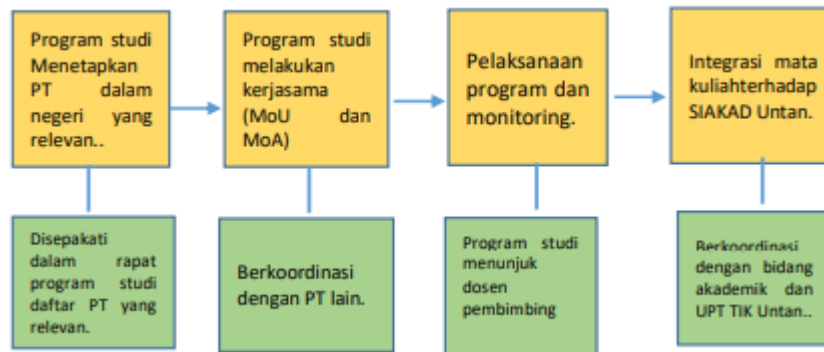 Program studi
Menetapkan
PT dalam
negeri yang
relevan..
Program studi
melakukan
kerjasama
(MoU dan
MoA)
Pelaksanaan
program dan
monitoring.
Integrasi mata
kuliahterhadap
SIAKAD Untan.
Disepakati
dalam rapat
program studi
daftar PT yang
relevan.
Berkoordinasi
dengan PT lain.
Program studi
menunjuk
dosen
pembimbing
Berkoordinasi
dengan bidang
akademik dan
UPT TIK Untan..